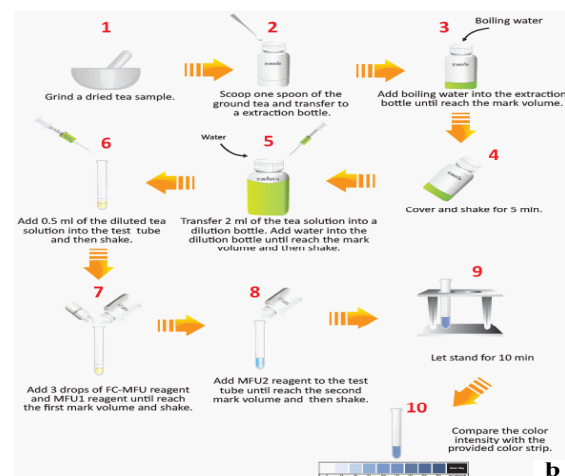 1
Grind a dried tea sample.
2
Scoop one spoon of the
ground tea and transfer to
a extraction bottle.
3
Boiling water
Add boiling water into the extraction
bottle until reach the mark volume.
4
Cover and shake for 5 min.
5
Water
Transfer 2 ml of the tea solution into a
dilution bottle. Add water into the
dilution bottle until reach the mark
volume and then shake.
6
Add 0.5 ml of the diluted tea
solution into the test tube
and then shake.
7
Add 3 drops of FC-MFU reagent
and MFU1 reagent until reach
the first mark volume and shake.
8
Add MFU2 reagent to the test
tube until reach the second
mark volume and then shake.
9
Let stand for 10 min
10
Compare the color
intensity with the
provided color strip.
b